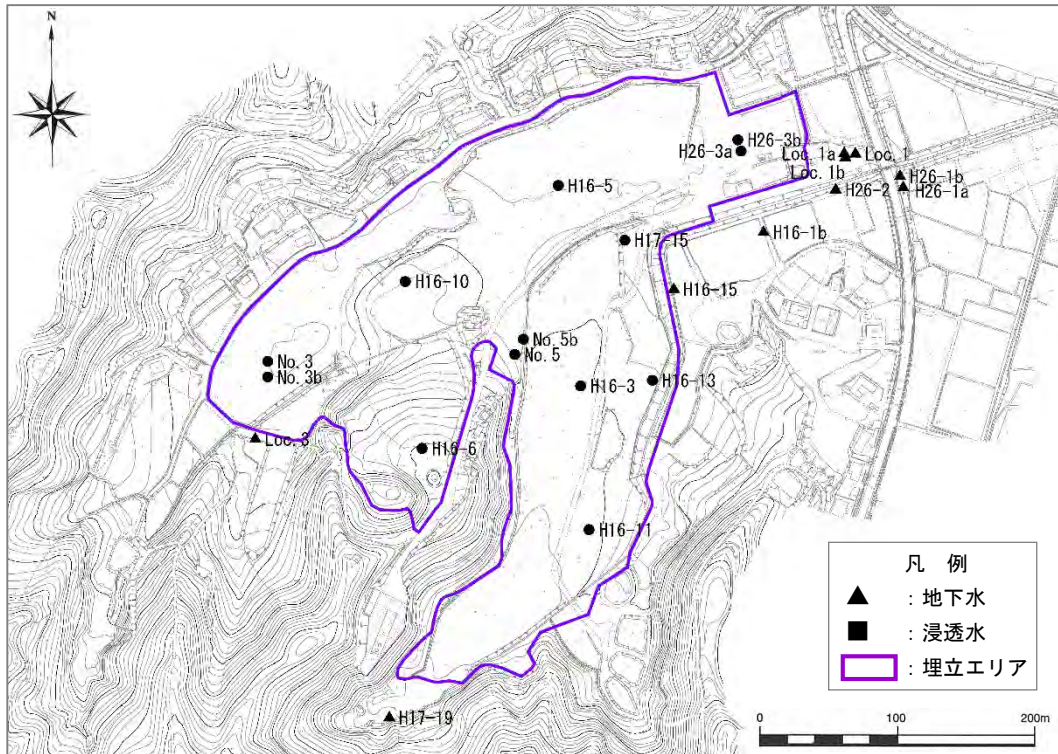 N
H26-3b
H26-3a
Loc. 1a
Loc. 1
Loc. 1b
H26-1b
H26-2
H26-1a
H16-5
H16-1b
H17-15
H16-10
H16-15
No. 5b
No. 5
No. 3
No. 3b
H16-3
H16-13
Loc. 3
H16-6
H16-11
H17-19
凡 例
：地下水
：浸透水
：埋立エリア
0 100 200m